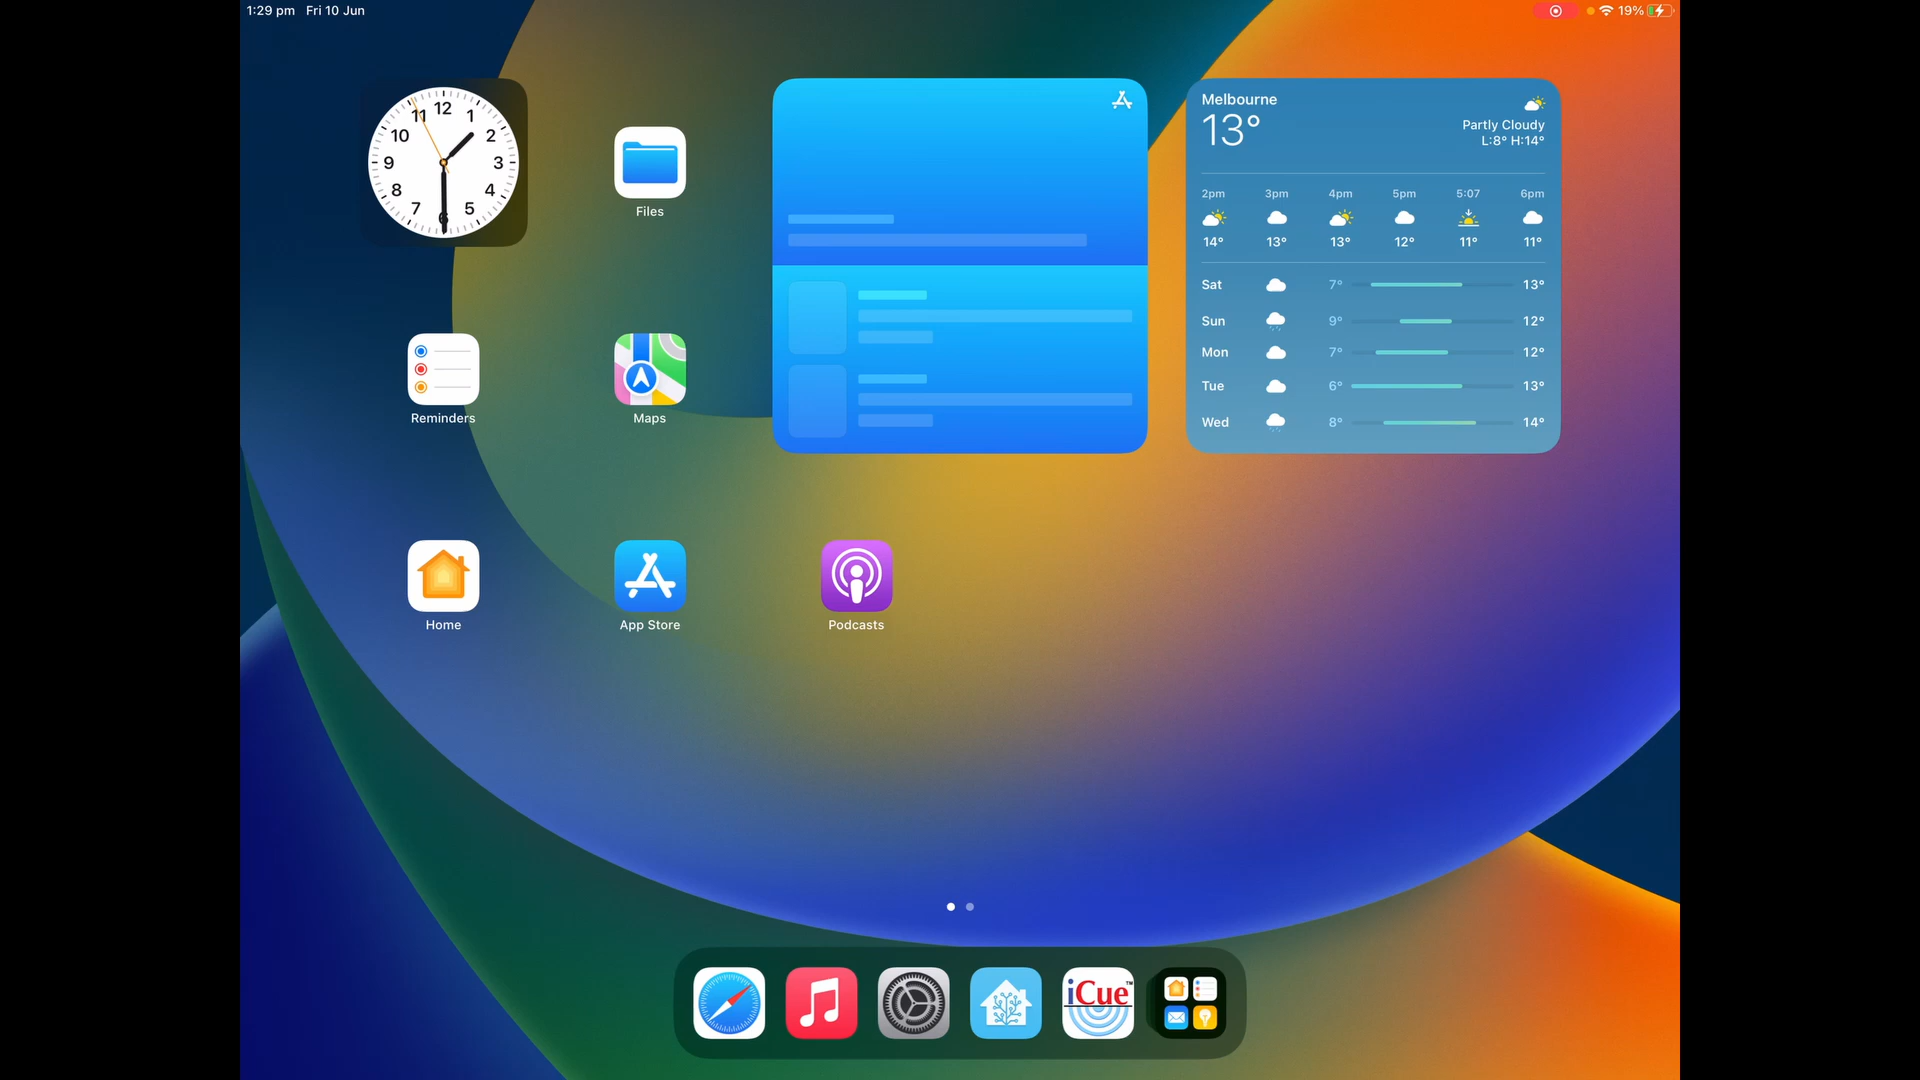 1:29 pm Fri 10 Jun
19%
12
1
2
3
4
5
6
7
8
9
10
11
Files
Reminders
Maps
Melbourne
13°
Partly Cloudy
L:8° H:14°
2pm 3pm 4pm 5pm 5:07 6pm
14° 13° 13° 12° 11° 11°
Sat 7° 13°
Sun 9° 12°
Mon 7° 12°
Tue 6° 13°
Wed 8° 14°
Home
App Store
Podcasts
iCue™